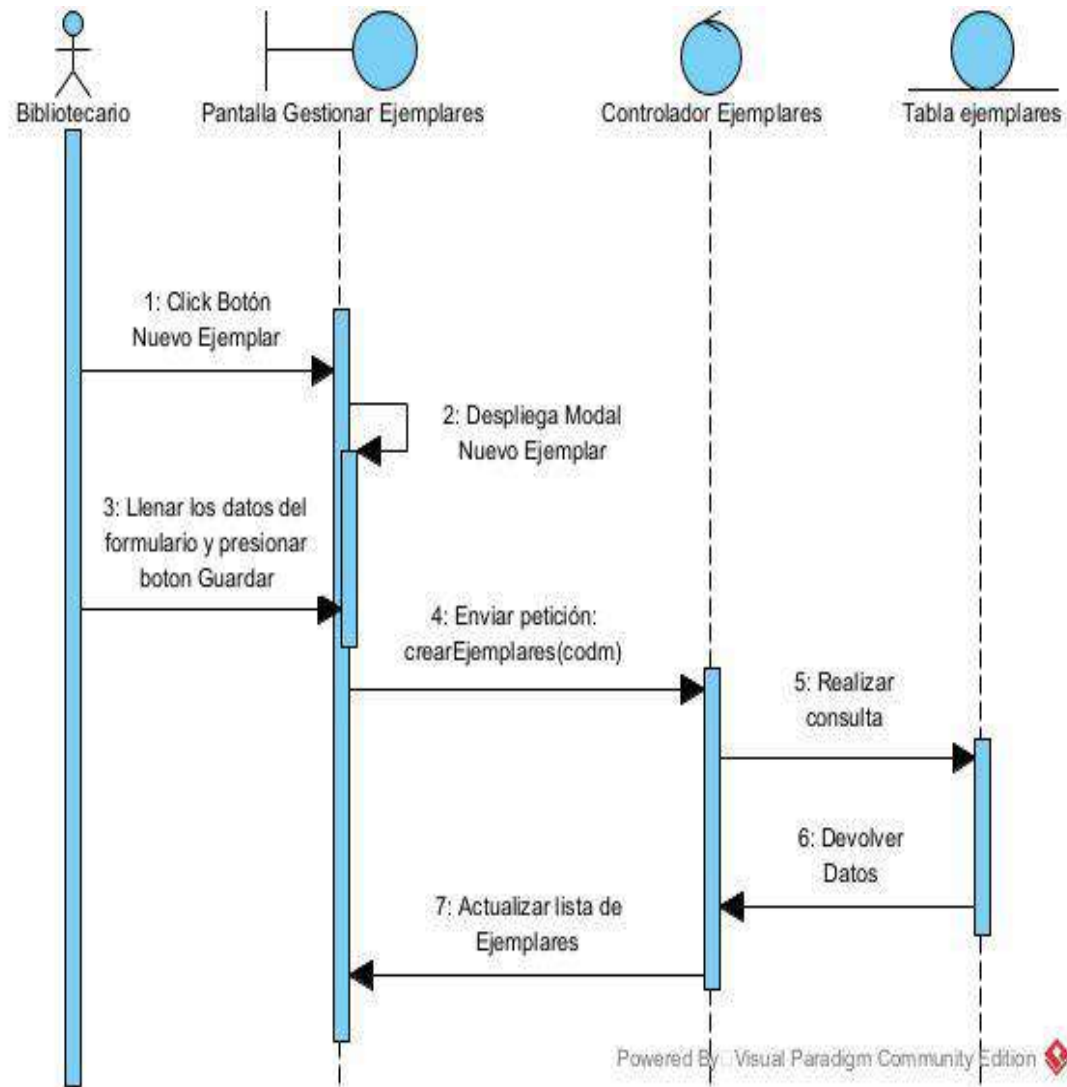 Bibliotecario
Pantalla Gestionar Ejemplares
Controlador Ejemplares
Tabla ejemplares
1: Click Botón
Nuevo Ejemplar
2: Despliega Modal
Nuevo Ejemplar
3: Llenar los datos del
formulario y presionar
boton Guardar
4: Enviar petición:
crearEjemplares(codm)
5: Realizar
consulta
6: Devolver
Datos
7: Actualizar lista de
Ejemplares
Powered By Visual Paradigm Community Edition